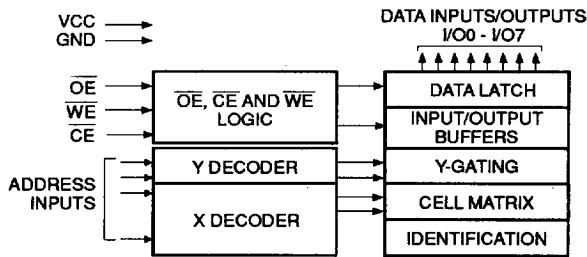 VCC
GND
DATA INPUTS/OUTPUTS
I/O0 - I/O7
OE
WE
CE
OE, CE AND WE
LOGIC
DATA LATCH
INPUT/OUTPUT
BUFFERS
ADDRESS
INPUTS
Y DECODER
Y-GATING
X DECODER
CELL MATRIX
IDENTIFICATION